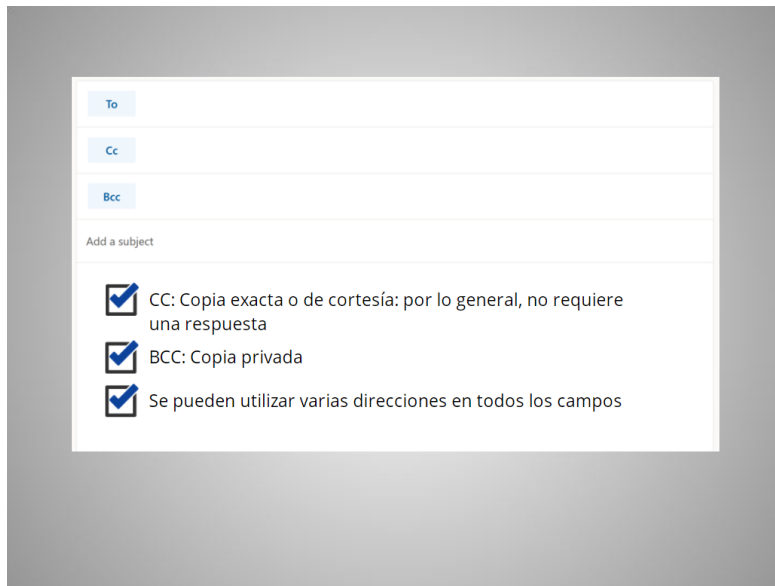 To
Cc
Bcc
Add a subject
CC: Copia exacta o de cortesía: por lo general, no requiere
una respuesta
BCC: Copia privada
Se pueden utilizar varias direcciones en todos los campos